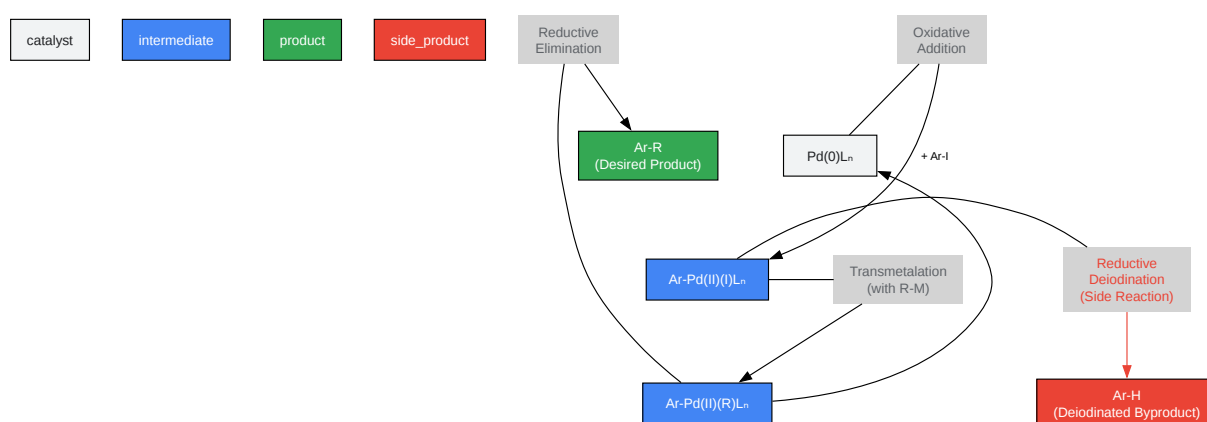 catalyst
intermediate
product
side_product
Reductive
Elimination
Oxidative
Addition
Ar-R
(Desired Product)
Pd(0)Lₙ
+ Ar-I
Ar-Pd(II)(I)Lₙ
Transmetalation
(with R-M)
Reductive
Deiodination
(Side Reaction)
Ar-Pd(II)(R)Lₙ
Ar-H
(Deiodinated Byproduct)